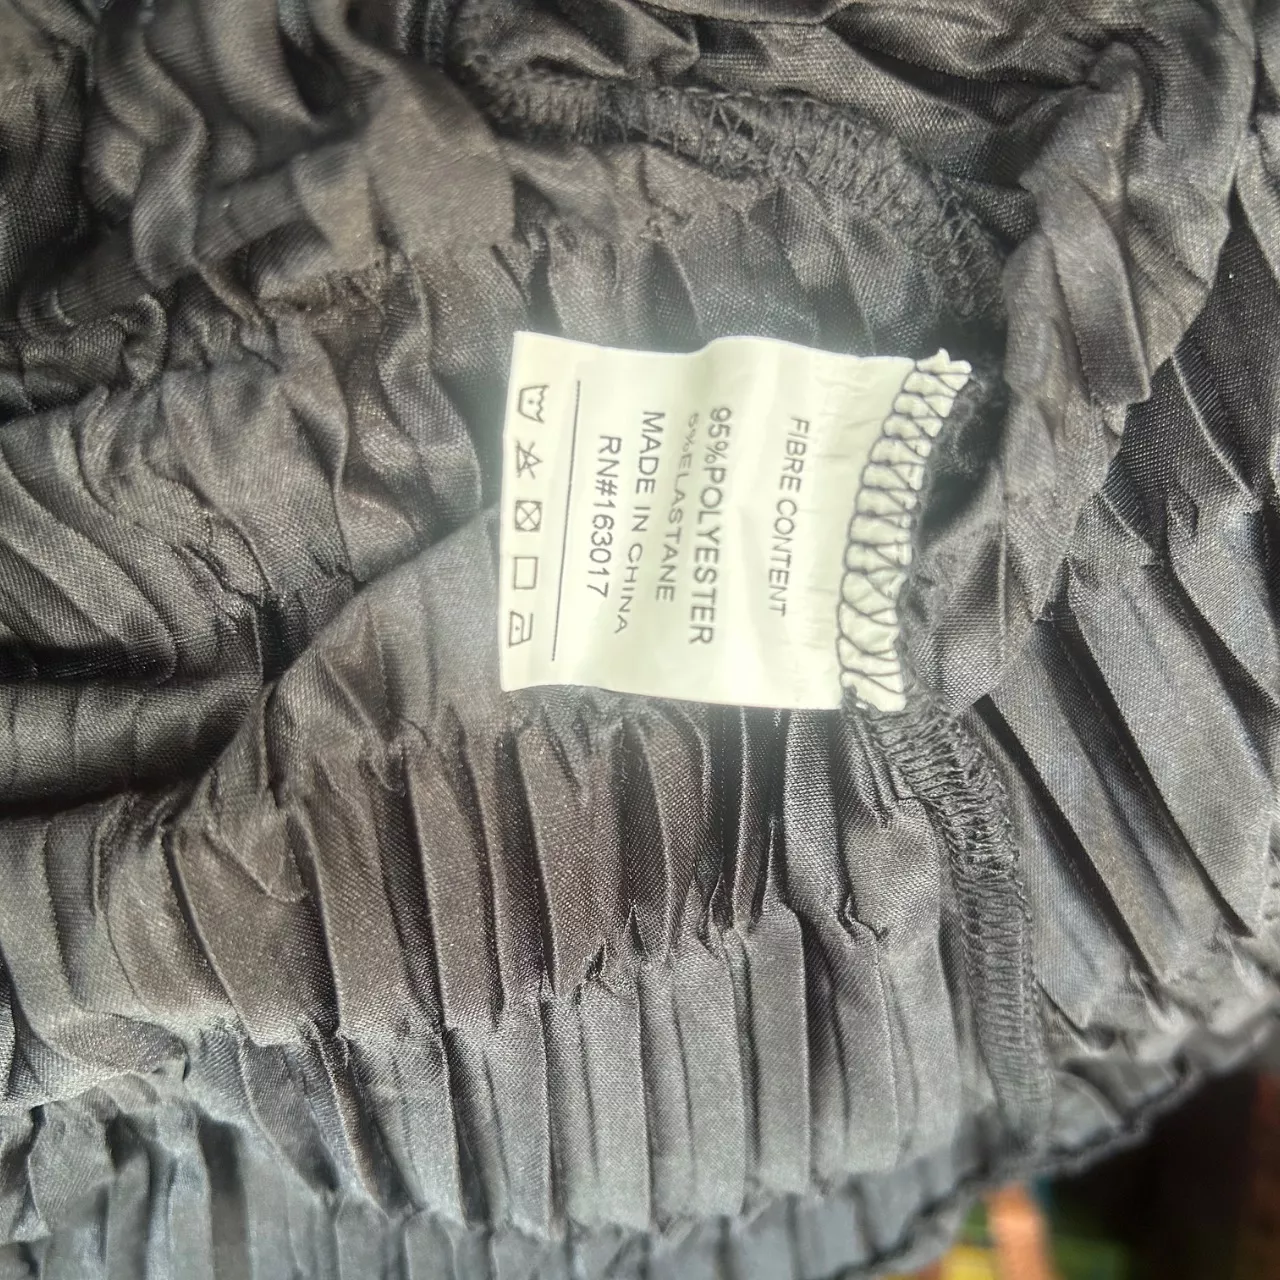 FIBRE CONTENT
95%POLYESTER
5%ELASTANE
MADE IN CHINA
RN#163017